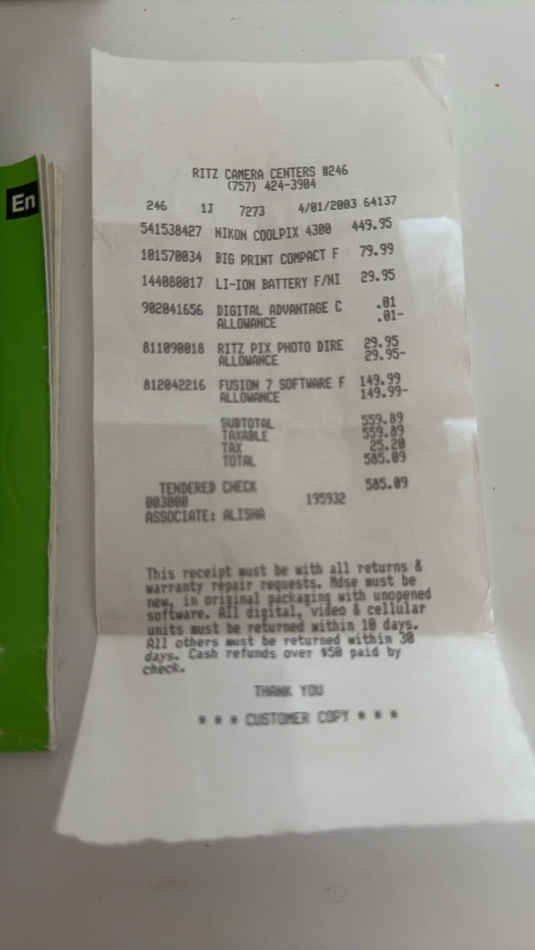 En
RITZ CAMERA CENTERS #246
(757) 424-3904
246 1J 7273 4/01/2003 64137
541538427 NIKON COOLPIX 4300 449.95
101570034 BIG PRINT COMPACT F 79.99
144080017 LI-ION BATTERY F/NI 29.95
902041656 DIGITAL ADVANTAGE C .01
ALLOWANCE .01-
811090018 RITZ PIX PHOTO DIRE 29.95
ALLOWANCE 29.95-
812042216 FUSION 7 SOFTWARE F 149.99
ALLOWANCE 149.99-
SUBTOTAL 559.89
TAXABLE 559.89
TAX 25.20
TOTAL 585.09
TENDERED CHECK 585.09
003000 195932
ASSOCIATE: ALISHA
This receipt must be with all returns &
warranty repair requests. Mdse must be
new, in original packaging with unopened
software. All digital, video & cellular
units must be returned within 10 days.
All others must be returned within 30
days. Cash refunds over $50 paid by
check.
THANK YOU
* * * CUSTOMER COPY * * *